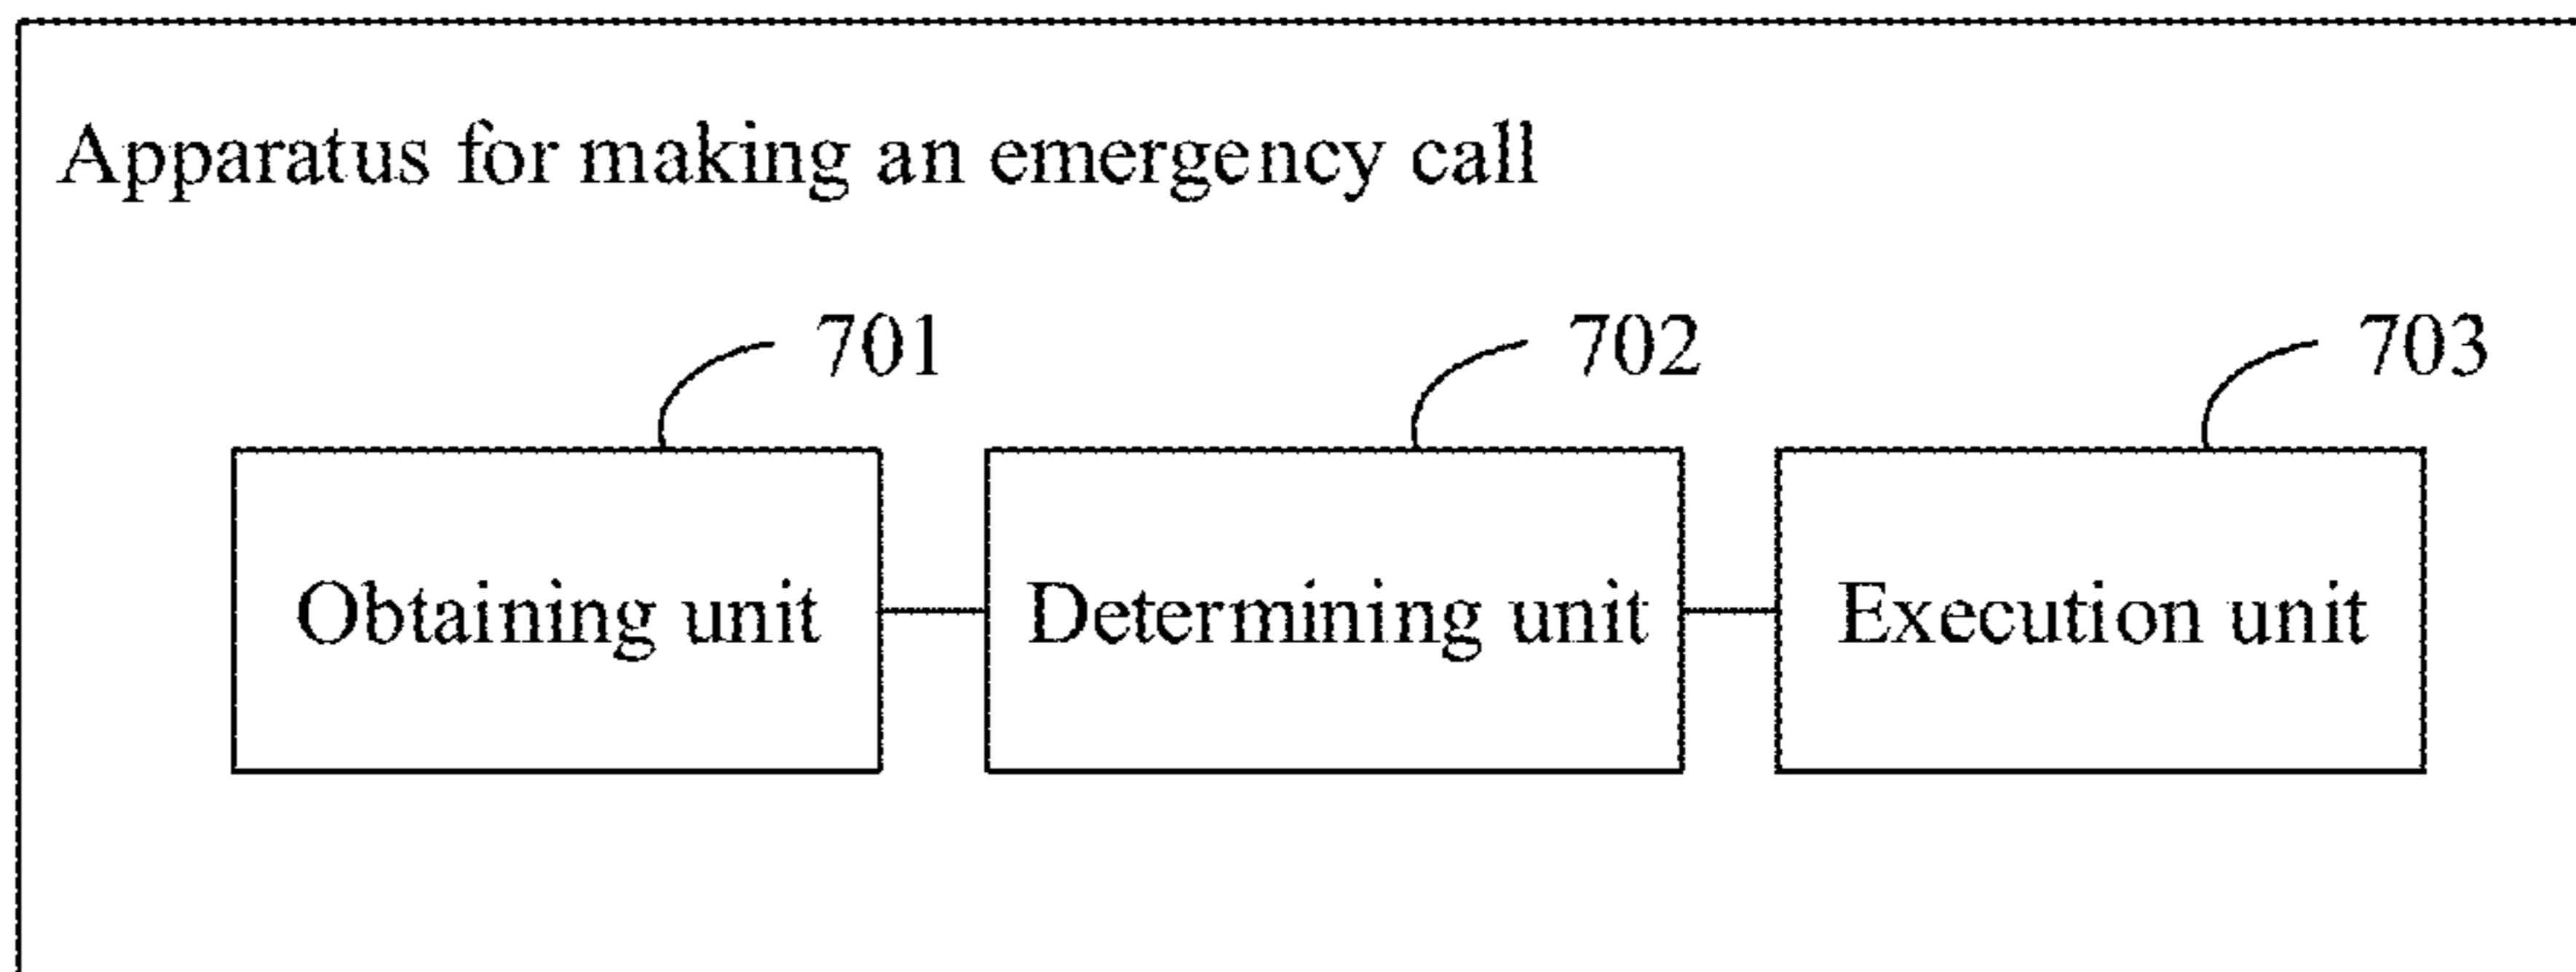 Apparatus for making an emergency call
701 702 703
Obtaining unit Determining unit Execution unit